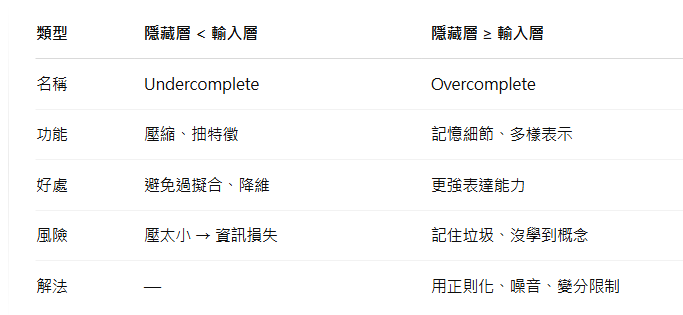 類型 隱藏層 < 輸入層 隱藏層 ≥ 輸入層
名稱 Undercomplete Overcomplete
功能 壓縮、抽特徵 記憶細節、多樣表示
好處 避免過擬合、降維 更強表達能力
風險 壓太小 → 資訊損失 記住垃圾、沒學到概念
解法 — 用正則化、噪音、變分限制